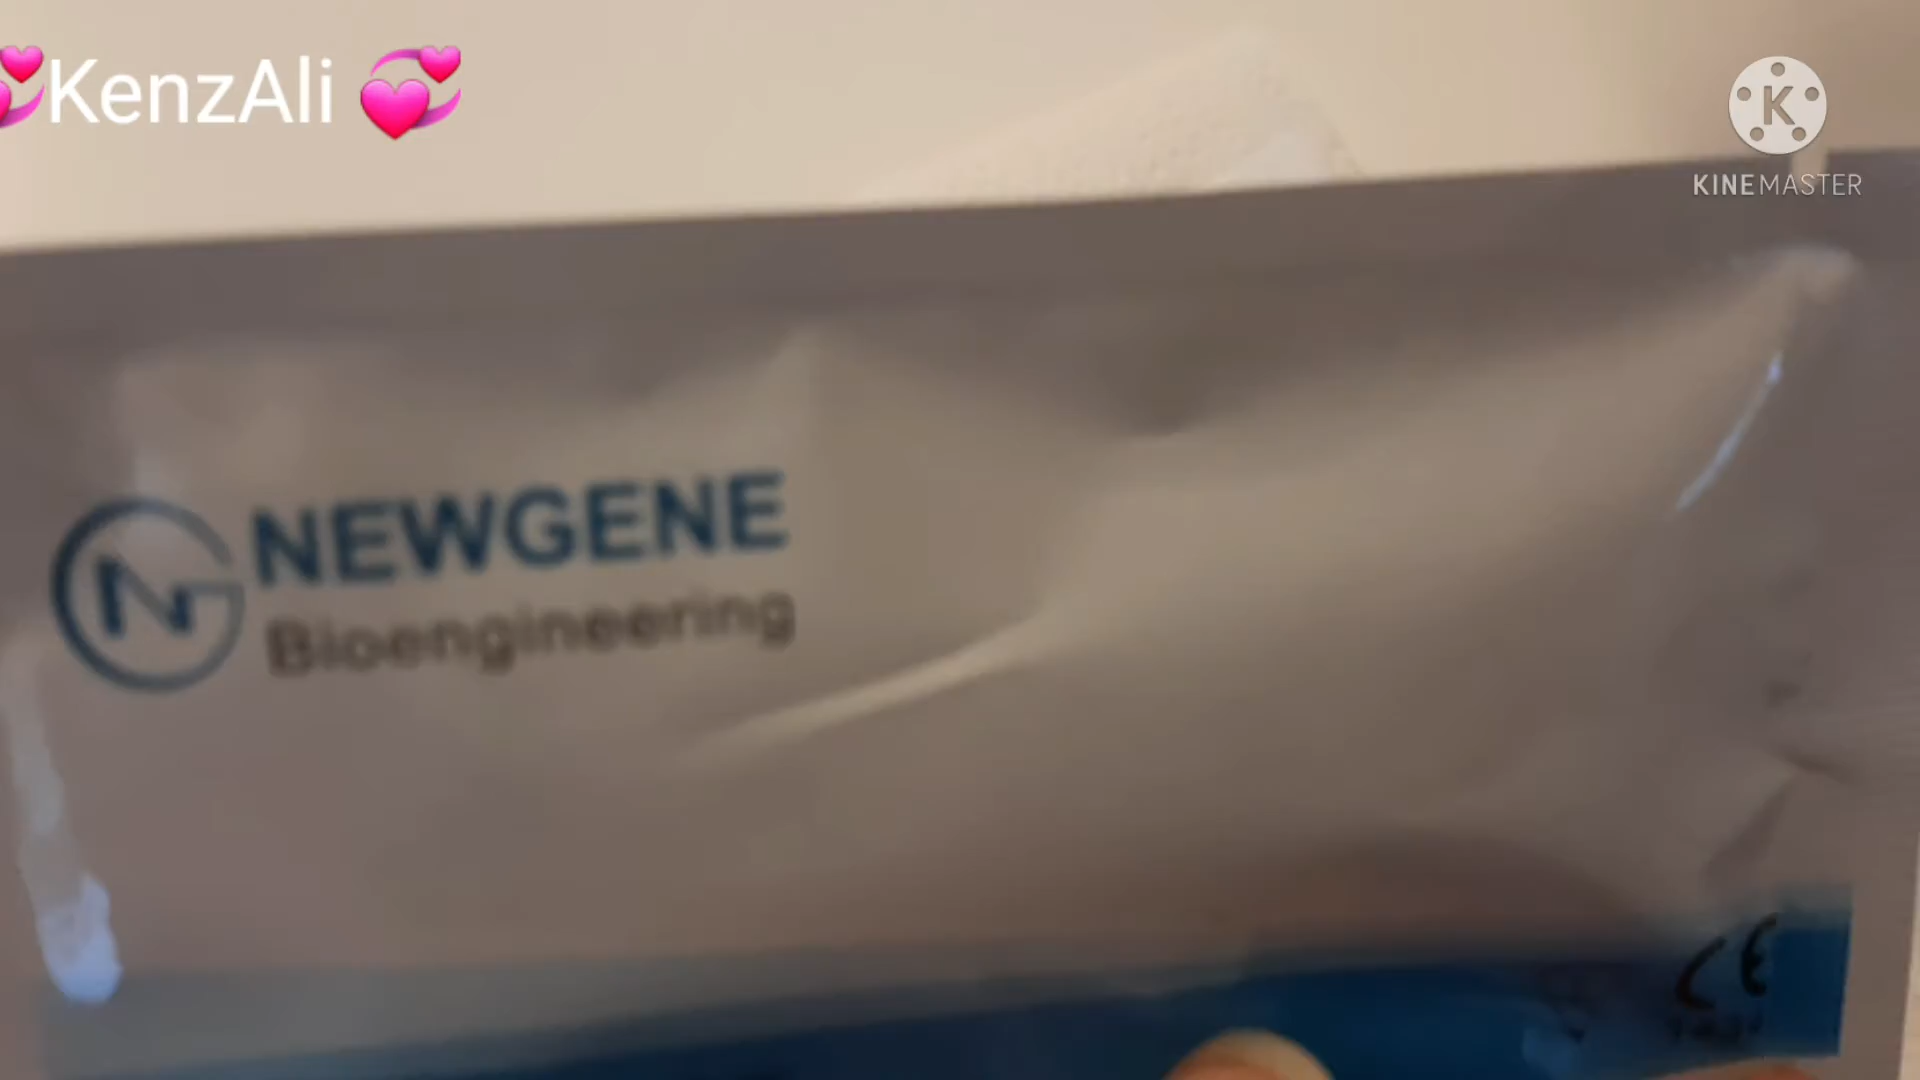 💞KenzAli 💞
KINEMASTER
NEWGENE
Bioengineering
CE